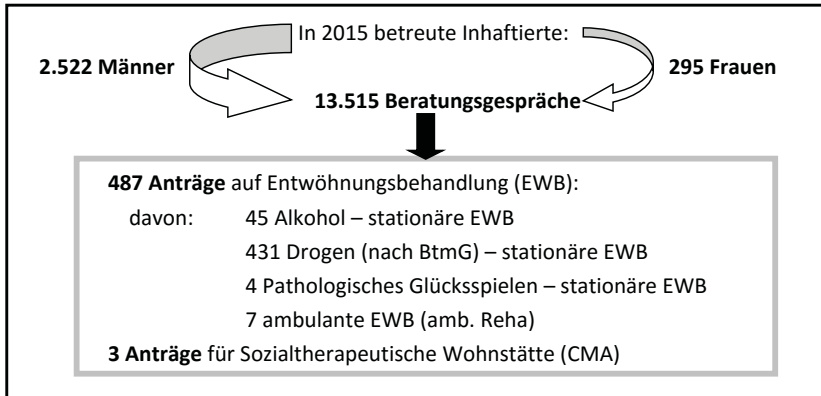 In 2015 betreute Inhaftierte:
2.522 Männer
295 Frauen
13.515 Beratungsgespräche
487 Anträge auf Entwöhnungsbehandlung (EWB):
davon: 45 Alkohol – stationäre EWB
431 Drogen (nach BtmG) – stationäre EWB
4 Pathologisches Glücksspielen – stationäre EWB
7 ambulante EWB (amb. Reha)
3 Anträge für Sozialtherapeutische Wohnstätte (CMA)